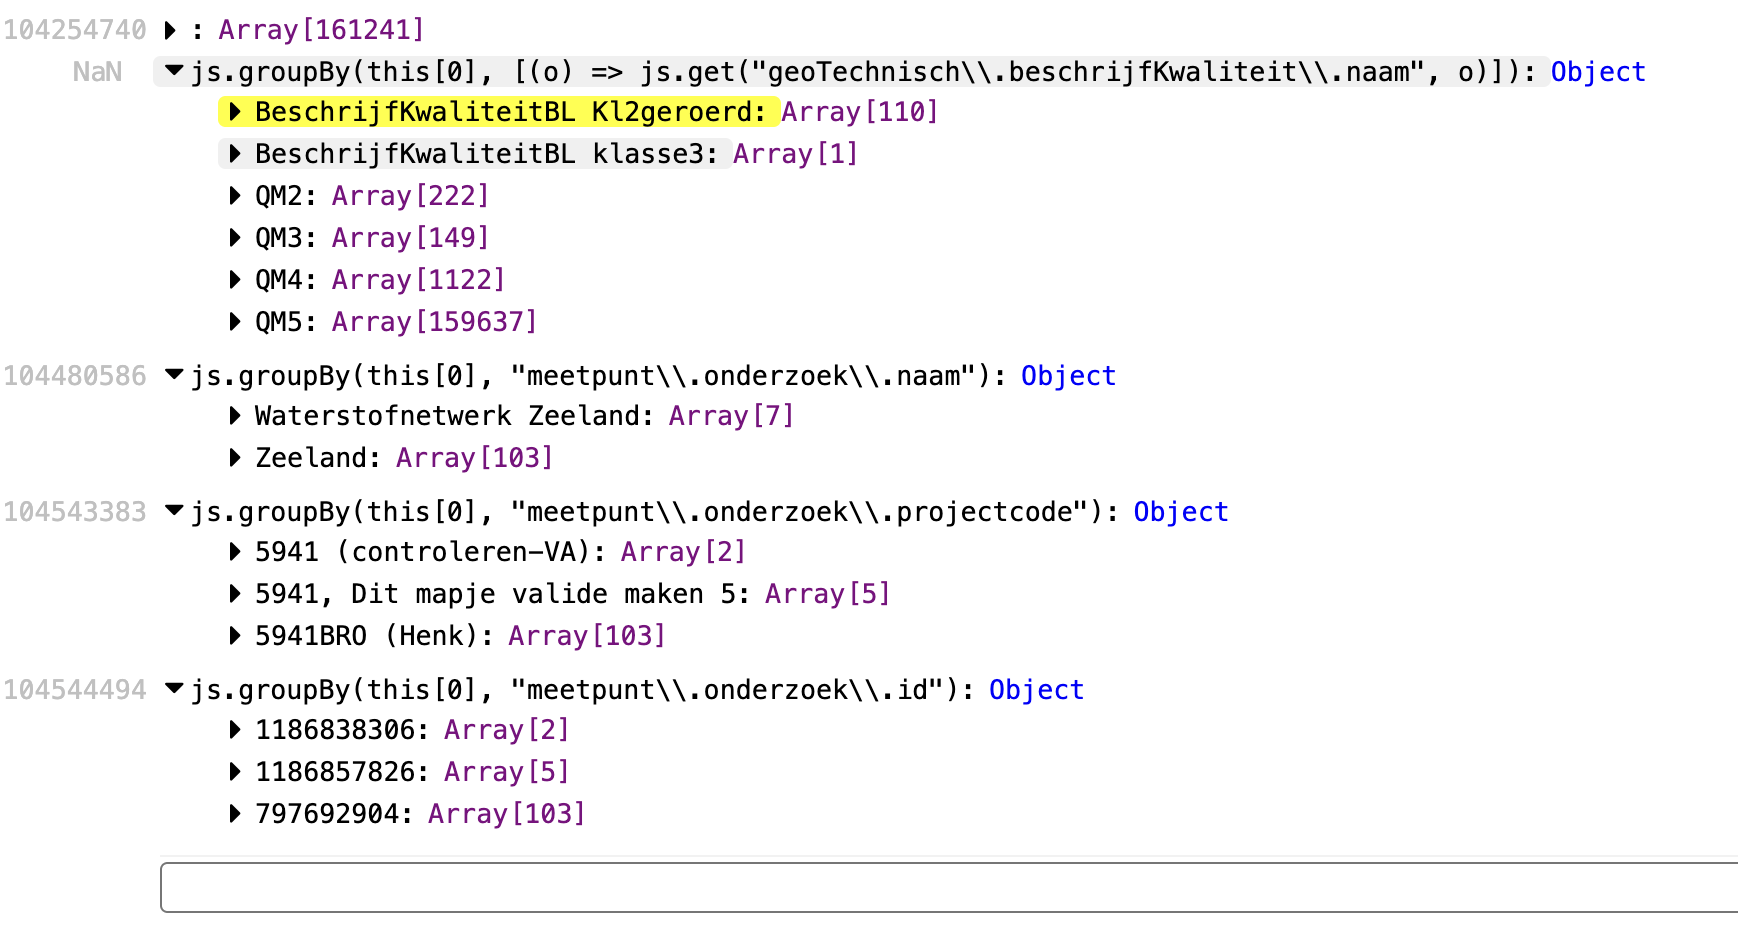 104254740 : Array[161241]
NaN js.groupBy(this[0], [(o) => js.get("geoTechnisch\\.beschrijfKwaliteit\\.naam", o)]): Object
BeschrijfKwaliteitBL Kl2geroerd: Array[110]
BeschrijfKwaliteitBL klasse3: Array[1]
QM2: Array[222]
QM3: Array[149]
QM4: Array[1122]
QM5: Array[159637]
104480586 js.groupBy(this[0], "meetpunt\\.onderzoek\\.naam"): Object
Waterstofnetwerk Zeeland: Array[7]
Zeeland: Array[103]
104543383 js.groupBy(this[0], "meetpunt\\.onderzoek\\.projectcode"): Object
5941 (controleren-VA): Array[2]
5941, Dit mapje valide maken 5: Array[5]
5941BRO (Henk): Array[103]
104544494 js.groupBy(this[0], "meetpunt\\.onderzoek\\.id"): Object
1186838306: Array[2]
1186857826: Array[5]
797692904: Array[103]